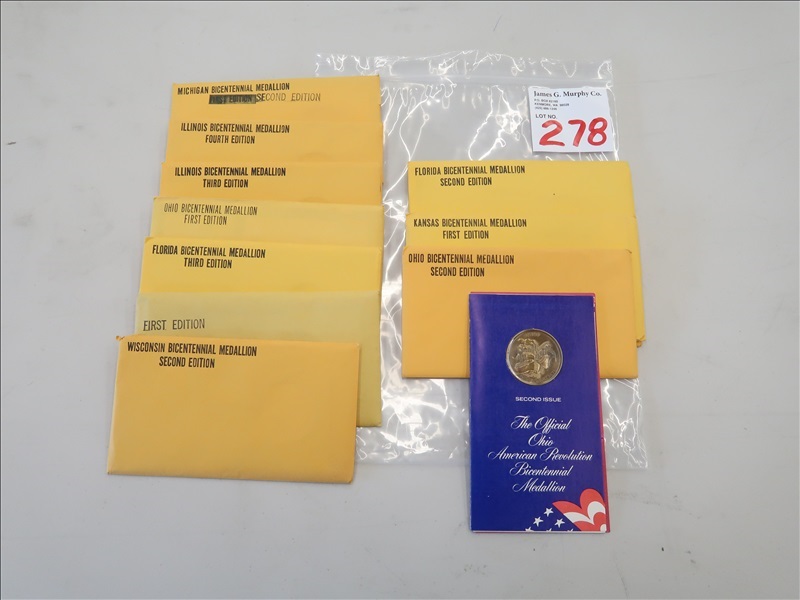 MICHIGAN BICENTENNIAL MEDALLION
FIRST EDITION SECOND EDITION
ILLINOIS BICENTENNIAL MEDALLION
FOURTH EDITION
ILLINOIS BICENTENNIAL MEDALLION
THIRD EDITION
OHIO BICENTENNIAL MEDALLION
FIRST EDITION
FLORIDA BICENTENNIAL MEDALLION
THIRD EDITION
FIRST EDITION
WISCONSIN BICENTENNIAL MEDALLION
SECOND EDITION
James G. Murphy Co.
LOT NO.
278
FLORIDA BICENTENNIAL MEDALLION
SECOND EDITION
KANSAS BICENTENNIAL MEDALLION
FIRST EDITION
OHIO BICENTENNIAL MEDALLION
SECOND EDITION
SECOND ISSUE
The Official
Ohio
American Revolution
Bicentennial
Medallion